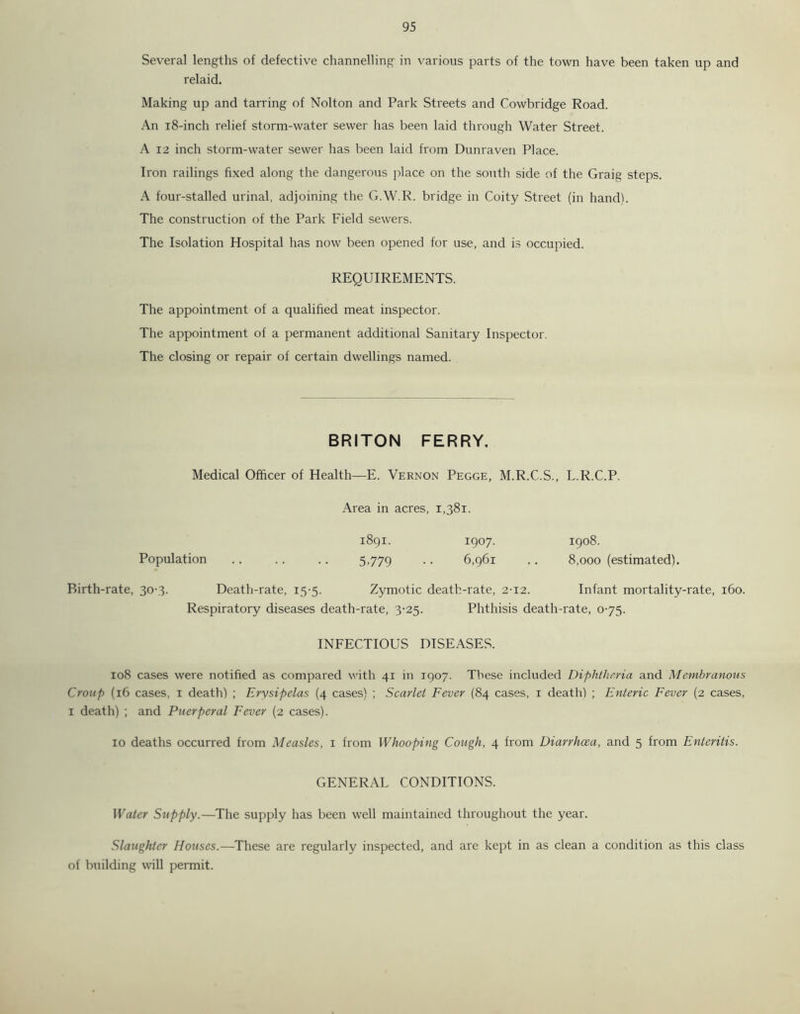 95
Several lengths of defective channelling in various parts of the town have been taken up and
relaid.
Making up and tarring of Nolton and Park Streets and Cowbridge Road.
An 18-inch relief storm-water sewer has been laid through Water Street.
A 12 inch storm-water sewer has been laid from Dunraven Place.
Iron railings fixed along the dangerous place on the south side of the Graig steps.
A four-stalled urinal, adjoining the G.W.R. bridge in Coity Street (in hand).
The construction of the Park Field sewers.
The Isolation Hospital has now been opened for use, and is occupied.
REQUIREMENTS.
The appointment of a qualified meat inspector.
The appointment of a permanent additional Sanitary Inspector.
The closing or repair of certain dwellings named.
BRITON FERRY.
Medical Officer of Health—E. Vernon Pegge, M.R.C.S., L.R.C.P.
Area in acres, 1,381.
1891. 1907. 1908.
Population .. .. .. 5,779 .. 6,961 .. 8,000 (estimated).
Birth-rate, 30·3. Death-rate, 15·5. Zymotic death-rate, 2·12. Infant mortality-rate, 160.
Respiratory diseases death-rate, 3·25. Phthisis death-rate, 0·75.
INFECTIOUS DISEASES.
108 cases were notified as compared with 41 in 1907. These included Diphtheria and Membranous
Croup (16 cases, 1 death) ; Erysipelas (4 cases) ; Scarlet Fever (84 cases, 1 death) ; Enteric Fever (2 cases,
1 death) ; and Puerperal Fever (2 cases).
10 deaths occurred from Measles, 1 from Whooping Cough, 4 from Diarrhœa, and 5 from Enteritis.
GENERAL CONDITIONS.
Water Supply.—The supply has been well maintained throughout the year.
Slaughter Houses.—These are regularly inspected, and are kept in as clean a condition as this class
of building will permit.